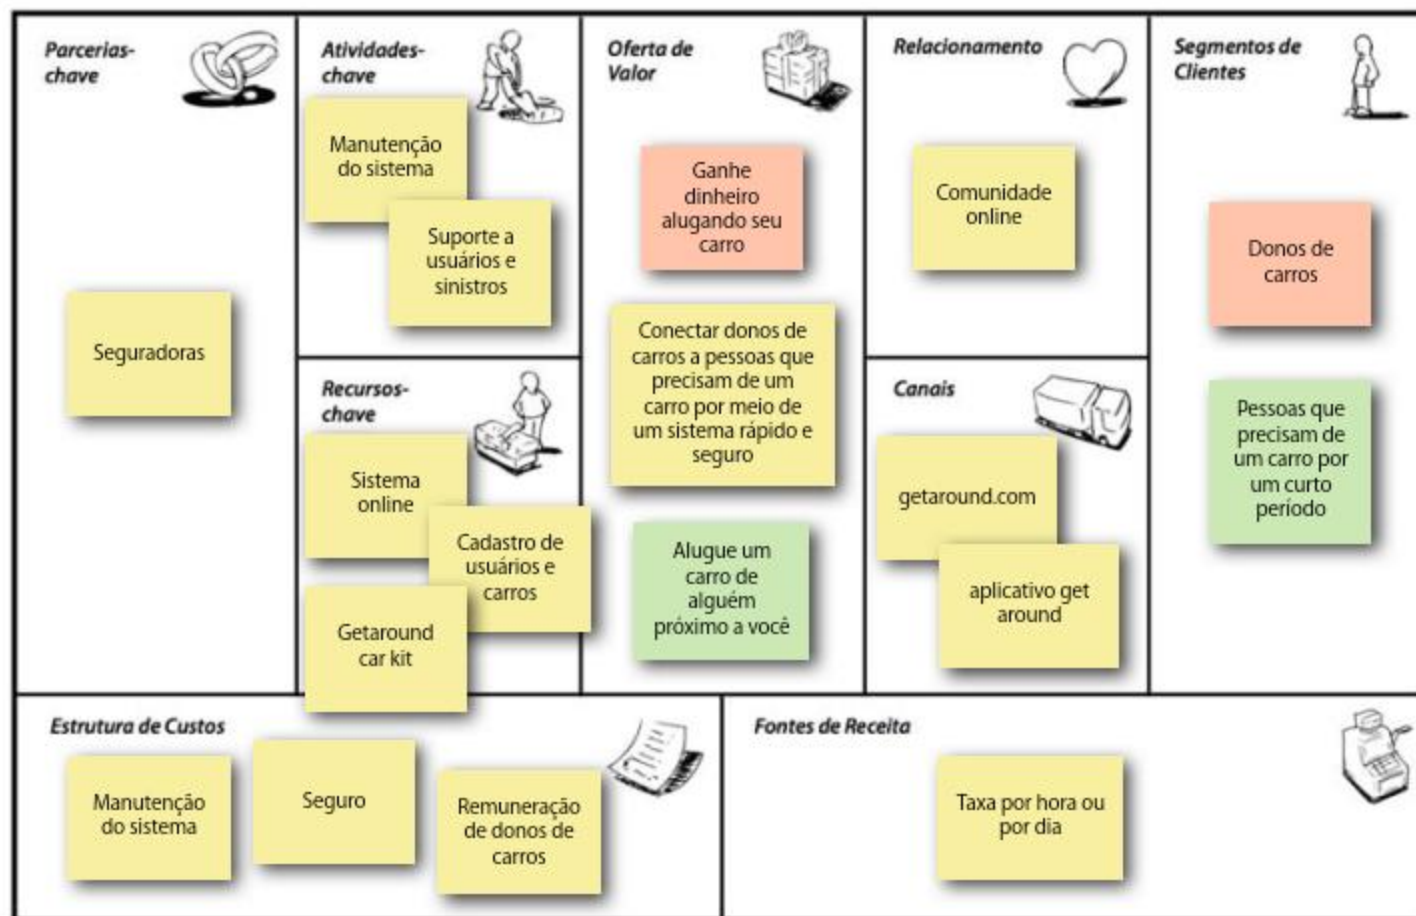 Parcerias-
chave
Seguradoras
Atividades-
chave
Manutenção
do sistema
Suporte a
usuários e
sinistros
Recursos-
chave
Sistema
online
Cadastro de
usuários e
carros
Getaround
car kit
Oferta de
Valor
Ganhe
dinheiro
alugando seu
carro
Conectar donos de
carros a pessoas que
precisam de um
carro por meio de
um sistema rápido e
seguro
Alugue um
carro de
alguém
próximo a você
Relacionamento
Comunidade
online
Canais
getaround.com
aplicativo get
around
Segmentos de
Clientes
Donos de
carros
Pessoas que
precisam de
um carro por
um curto
período
Estrutura de Custos
Manutenção
do sistema
Seguro
Remuneração
de donos de
carros
Fontes de Receita
Taxa por hora ou
por dia